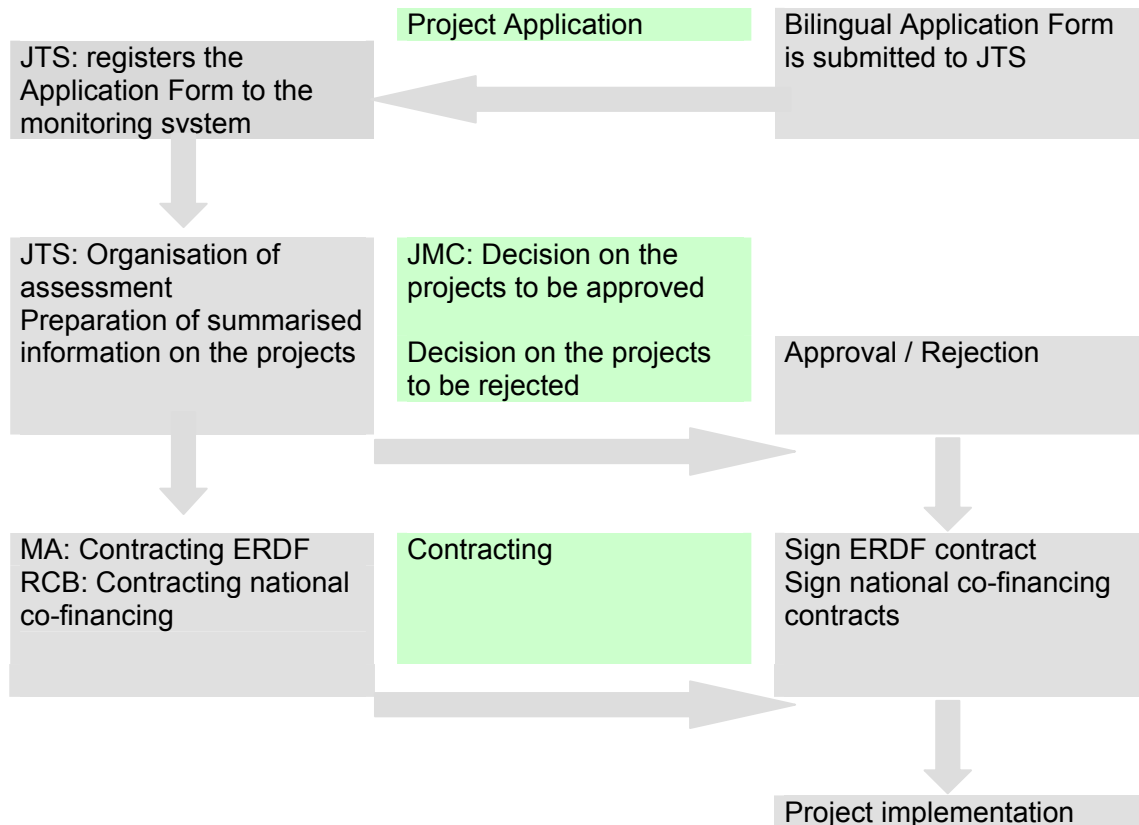 Project Application
Bilingual Application Form
is submitted to JTS
JTS: registers the
Application Form to the
monitoring system
JTS: Organisation of
assessment
Preparation of summarised
information on the projects
JMC: Decision on the
projects to be approved
Decision on the projects
to be rejected
Approval / Rejection
MA: Contracting ERDF
RCB: Contracting national
co-financing
Contracting
Sign ERDF contract
Sign national co-financing
contracts
Project implementation